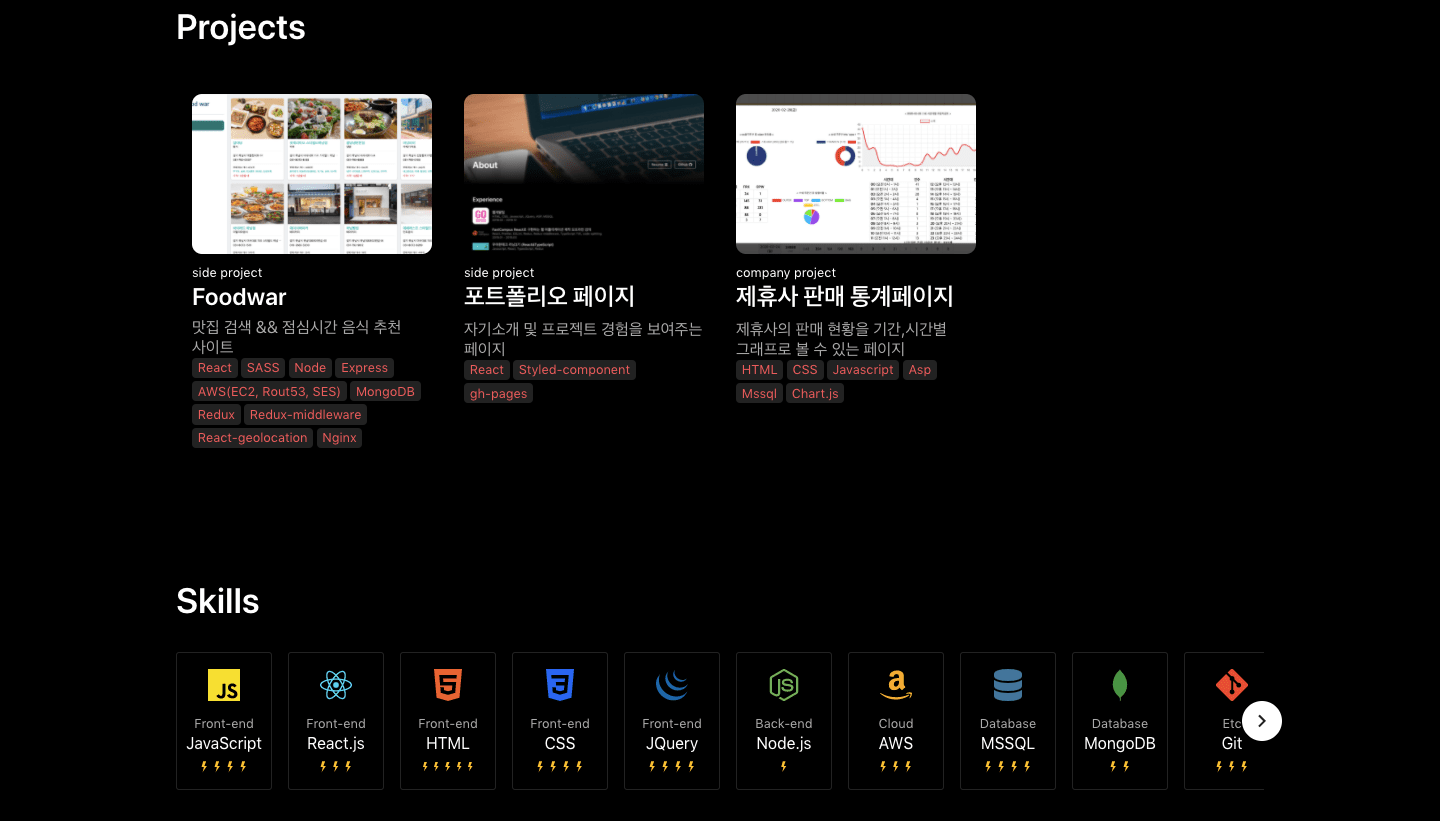 Projects
side project
Foodwar
맛집 검색 && 점심시간 음식 추천
사이트
React SASS Node Express
AWS(EC2, Rout53, SES) MongoDB
Redux Redux-middleware
React-geolocation Nginx
About
Experience
side project
포트폴리오 페이지
자기소개 및 프로젝트 경험을 보여주는
페이지
React Styled-component
gh-pages
company project
제휴사 판매 통계페이지
제휴사의 판매 현황을 기간,시간별
그래프로 볼 수 있는 페이지
HTML CSS Javascript Asp
Mssql Chart.js
Skills
JS
Front-end
JavaScript
Front-end
React.js
Front-end
HTML
Front-end
CSS
Front-end
JQuery
Back-end
Node.js
Cloud
AWS
Database
MSSQL
Database
MongoDB
Etc
Git